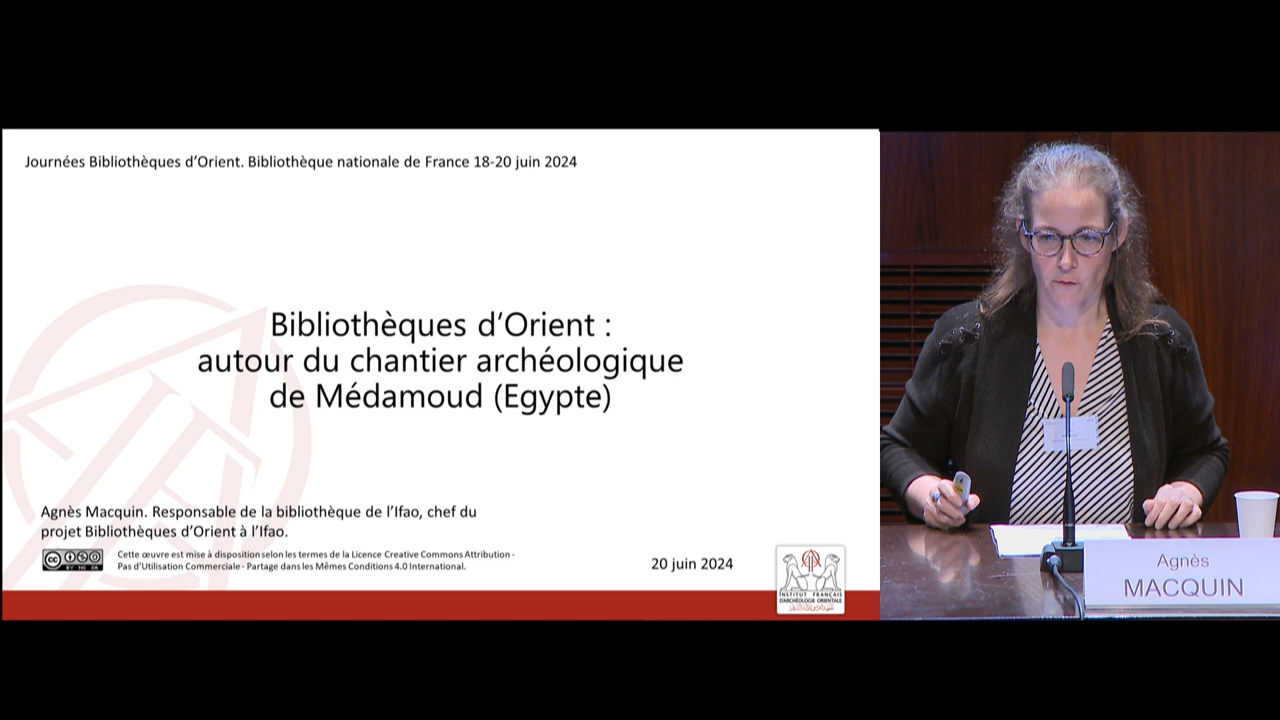 Journées Bibliothèques d'Orient. Bibliothèque nationale de France 18-20 juin 2024
Bibliothèques d'Orient :
autour du chantier archéologique
de Médamoud (Egypte)
Agnès Macquin. Responsable de la bibliothèque de l'Ifao, chef du
projet Bibliothèques d'Orient à l'Ifao.
Cette œuvre est mise à disposition selon les termes de la Licence Creative Commons Attribution -
Pas d'Utilisation Commerciale - Partage dans les Mêmes Conditions 4.0 International.
20 juin 2024
INSTITUT FRANÇAIS
D'ARCHÉOLOGIE ORIENTALE
Agnès
MACQUIN